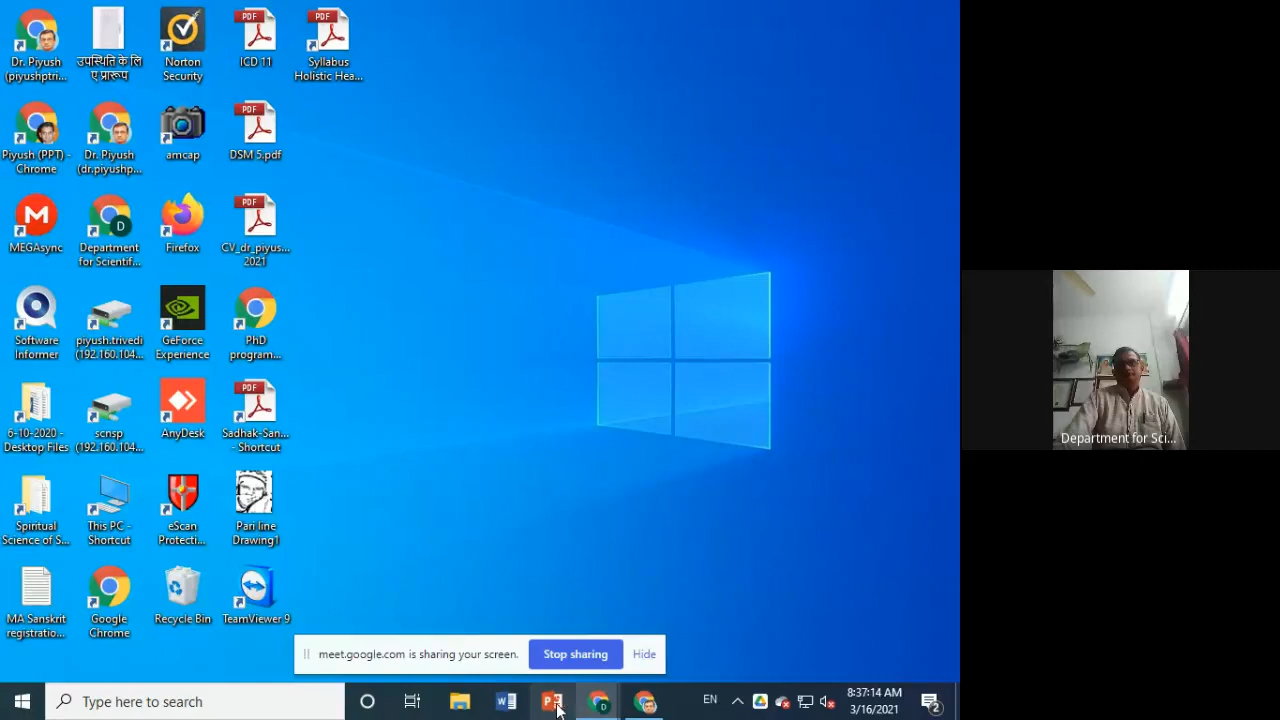 Dr. Piyush
(piyushptri...
उपस्थिति के लि
ए प्रारूप
Norton
Security
PDF
ICD 11
PDF
Syllabus
Holistic Hea...
Piyush (PPT) -
Chrome
Dr. Piyush
(dr.piyushp...
amcap
PDF
DSM 5.pdf
MEGAsync
D
Department
for Scientif...
Firefox
PDF
CV_dr_piyus...
2021
Software
Informer
piyush.trivedi
(192.160.104...
GeForce
Experience
PhD
program...
6-10-2020 -
Desktop Files
scnsp
(192.160.104...
AnyDesk
PDF
Sadhak-San...
- Shortcut
Spiritual
Science of S...
This PC -
Shortcut
eScan
Protecti...
Pari line
Drawing1
MA Sanskrit
registratio...
Google
Chrome
Recycle Bin
TeamViewer 9
meet.google.com is sharing your screen.
Stop sharing
Hide
Type here to search
EN
8:37:14 AM
3/16/2021
2
Department for Sci...